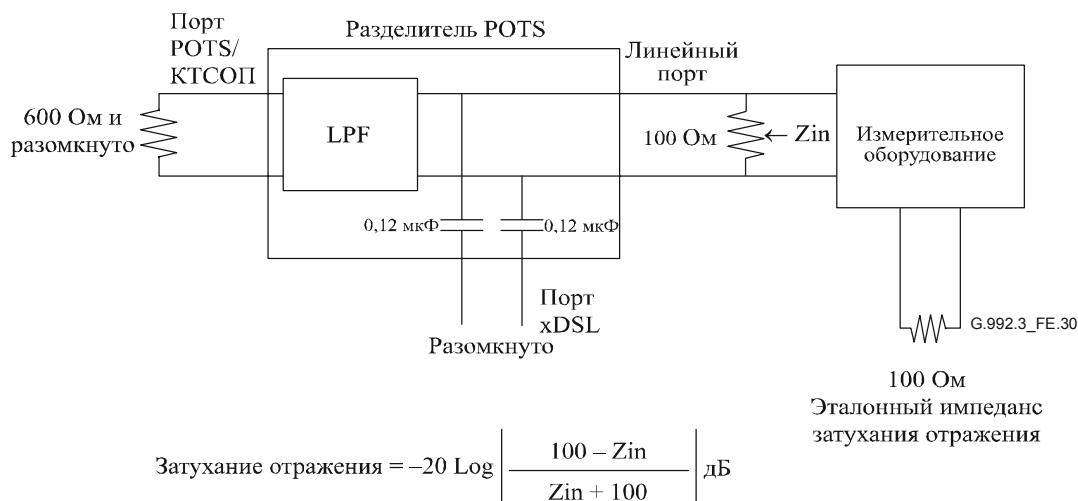 Порт
POTS/
КТСОП
Разделитель POTS
Линейный
порт
600 Ом и
разомкнуто
LPF
100 Ом
← Zin
Измерительное
оборудование
0,12 мкФ
0,12 мкФ
Порт
xDSL
Разомкнуто
G.992.3_FE.30
100 Ом
Эталонный импеданс
затухания отражения
Затухание отражения = –20 Log | 100 – Zin / Zin + 100 | дБ